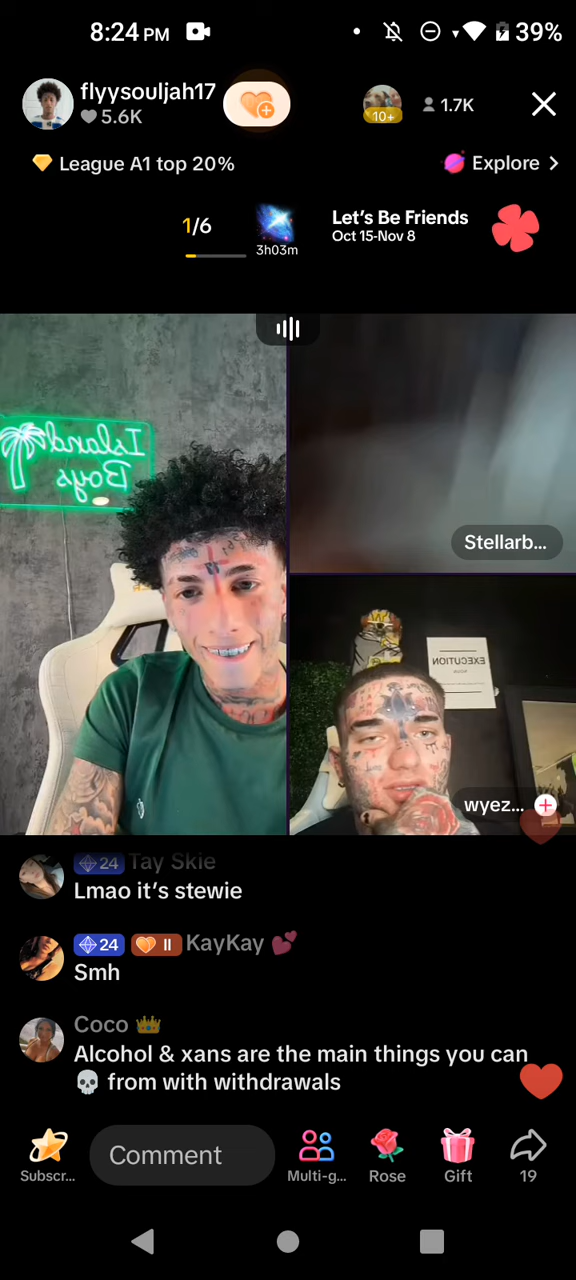 8:24 PM
39%
flyysouljah17
5.6K
10+
1.7K
League A1 top 20%
Explore >
1/6
3h03m
Let's Be Friends
Oct 15-Nov 8
Island
Boys
Stellarb...
EXECUTION
wyez...
24 Tay Skie
Lmao it's stewie
24 II KayKay 💕
Smh
Coco 👑
Alcohol & xans are the main things you can
💀 from with withdrawals
Subscr...
Comment
Multi-g...
Rose
Gift
19